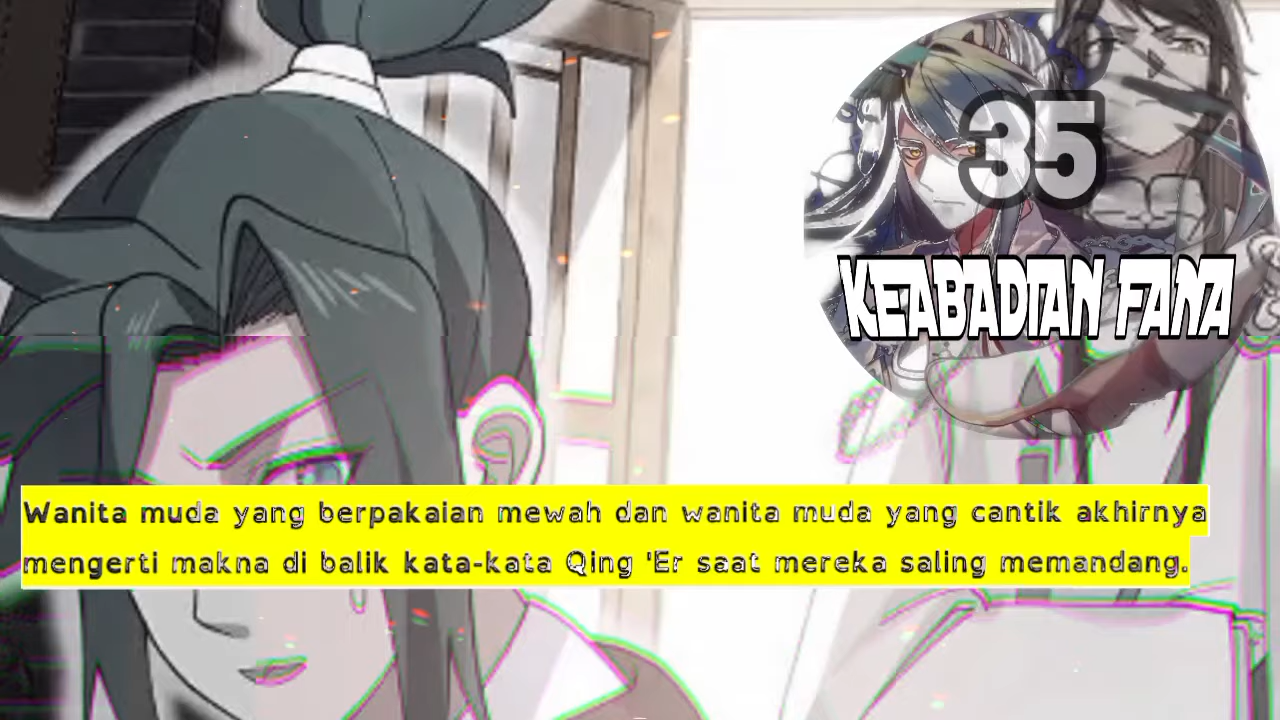 35
KEABADIAN FANA
Wanita muda yang berpakaian mewah dan wanita muda yang cantik akhirnya
mengerti makna di balik kata-kata Qing 'Er saat mereka saling memandang.